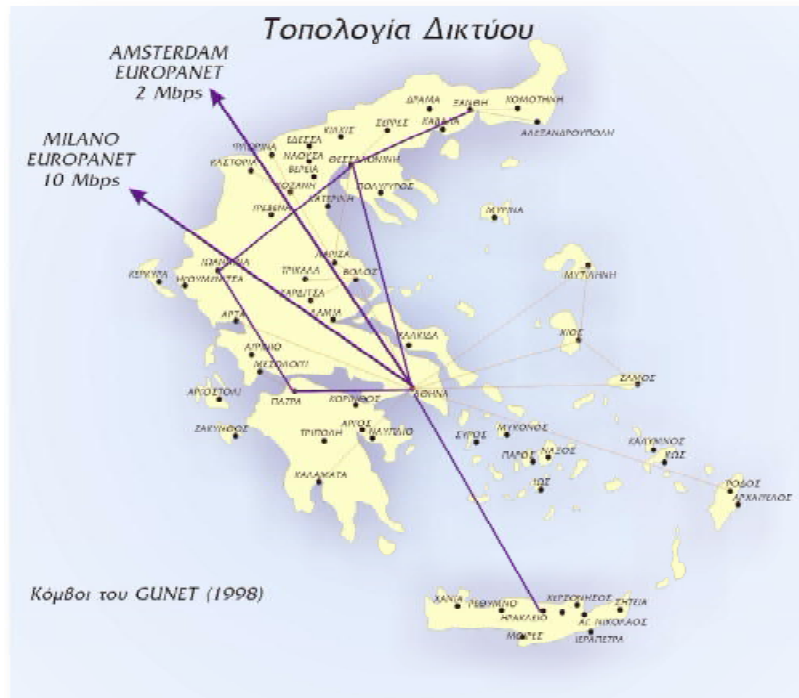 Τοπολογία Δικτύου
AMSTERDAM
EUROPANET
2 Mbps
MILANO
EUROPANET
10 Mbps
ΔΡΑΜΑ
ΞΑΝΘΗ
ΚΟΜΟΤΗΝΗ
ΑΛΕΞΑΝΔΡΟΥΠΟΛΗ
ΚΑΒΑΛΑ
ΣΕΡΡΕΣ
ΚΙΛΚΙΣ
ΕΔΕΣΣΑ
ΦΛΩΡΙΝΑ
ΝΑΟΥΣΑ
ΘΕΣΣΑΛΟΝΙΚΗ
ΚΑΣΤΟΡΙΑ
ΒΕΡΕΙΑ
ΚΟΖΑΝΗ
ΠΟΛΥΓΥΡΟΣ
ΚΑΤΕΡΙΝΗ
ΓΡΕΒΕΝΑ
ΜΥΡΙΝΑ
ΙΩΑΝΝΙΝΑ
ΛΑΡΙΣΑ
ΚΕΡΚΥΡΑ
ΗΓΟΥΜΕΝΙΤΣΑ
ΤΡΙΚΑΛΑ
ΒΟΛΟΣ
ΜΥΤΙΛΗΝΗ
ΚΑΡΔΙΤΣΑ
ΑΡΤΑ
ΛΑΜΙΑ
ΧΑΛΚΙΔΑ
ΧΙΟΣ
ΑΓΡΙΝΙΟ
ΜΕΣΟΛΟΓΓΙ
ΣΑΜΟΣ
ΑΡΓΟΣΤΟΛΙ
ΠΑΤΡΑ
ΚΟΡΙΝΘΟΣ
ΑΘΗΝΑ
ΖΑΚΥΝΘΟΣ
ΑΡΓΟΣ
ΤΡΙΠΟΛΗ
ΝΑΥΠΛΙΟ
ΣΥΡΟΣ
ΜΥΚΟΝΟΣ
ΚΑΛΥΜΝΟΣ
ΠΑΡΟΣ
ΝΑΞΟΣ
ΚΩΣ
ΚΑΛΑΜΑΤΑ
ΙΟΣ
ΡΟΔΟΣ
ΑΡΧΑΓΓΕΛΟΣ
Κόμβοι του GUNET (1998)
ΧΑΝΙΑ
ΡΕΘΥΜΝΟ
ΗΡΑΚΛΕΙΟ
ΧΕΡΣΟΝΗΣΟΣ
ΣΗΤΕΙΑ
ΑΓ. ΝΙΚΟΛΑΟΣ
ΜΟΙΡΕΣ
ΙΕΡΑΠΕΤΡΑ